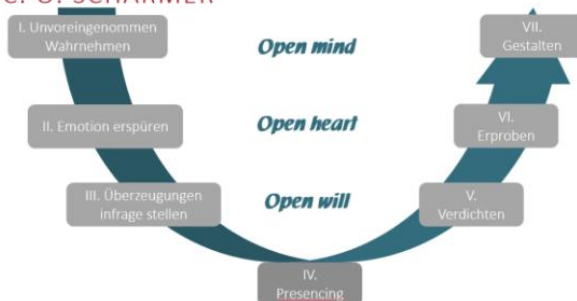 C. O. SCHARMER
I. Unvoreingenommen
Wahrnehmen
Open mind
VII.
Gestalten
II. Emotion erspüren
Open heart
VI.
Erproben
III. Überzeugungen
infrage stellen
Open will
V.
Verdichten
IV.
Presencing